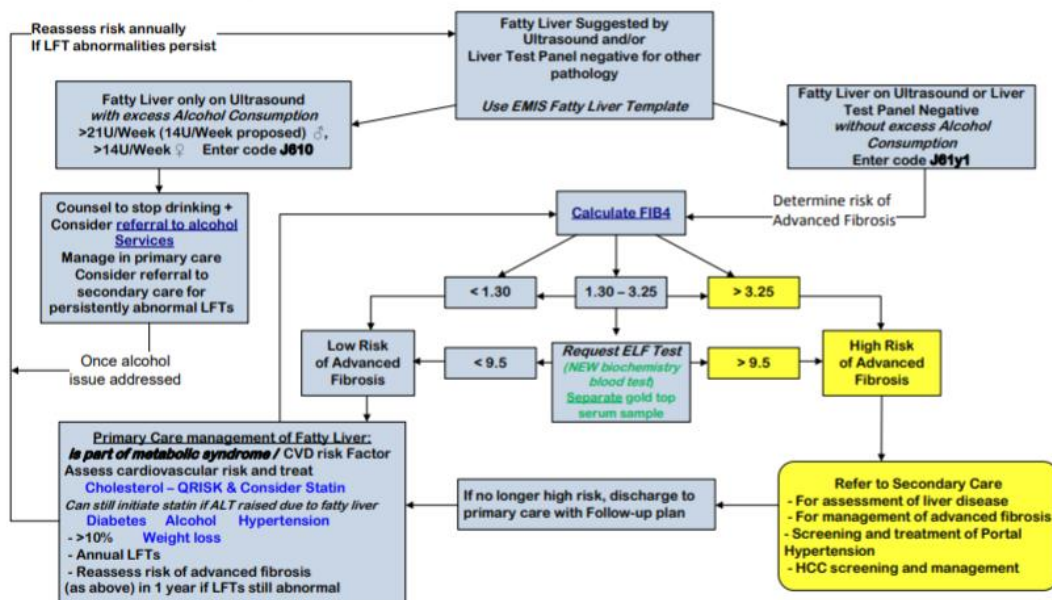 Reassess risk annually
If LFT abnormalities persist
Fatty Liver Suggested by
Ultrasound and/or
Liver Test Panel negative for other
pathology
Use EMIS Fatty Liver Template
Fatty Liver only on Ultrasound
with excess Alcohol Consumption
>21U/Week (14U/Week proposed) ♂,
>14U/Week ♀ Enter code J610
Fatty Liver on Ultrasound or Liver
Test Panel Negative
without excess Alcohol
Consumption
Enter code J61y1
Counsel to stop drinking +
Consider referral to alcohol
Services
Manage in primary care
Consider referral to
secondary care for
persistently abnormal LFTs
Calculate FIB4
Determine risk of
Advanced Fibrosis
< 1.30
1.30 – 3.25
> 3.25
Low Risk
of Advanced
Fibrosis
< 9.5
Request ELF Test
(NEW biochemistry
blood test)
Separate gold top
serum sample
> 9.5
High Risk
of Advanced
Fibrosis
Once alcohol
issue addressed
Primary Care management of Fatty Liver:
Is part of metabolic syndrome / CVD risk Factor
Assess cardiovascular risk and treat
Cholesterol – QRISK & Consider Statin
Can still initiate statin if ALT raised due to fatty liver
Diabetes Alcohol Hypertension
- >10% Weight loss
- Annual LFTs
- Reassess risk of advanced fibrosis
(as above) in 1 year if LFTs still abnormal
If no longer high risk, discharge to
primary care with Follow-up plan
Refer to Secondary Care
- For assessment of liver disease
- For management of advanced fibrosis
- Screening and treatment of Portal
Hypertension
- HCC screening and management